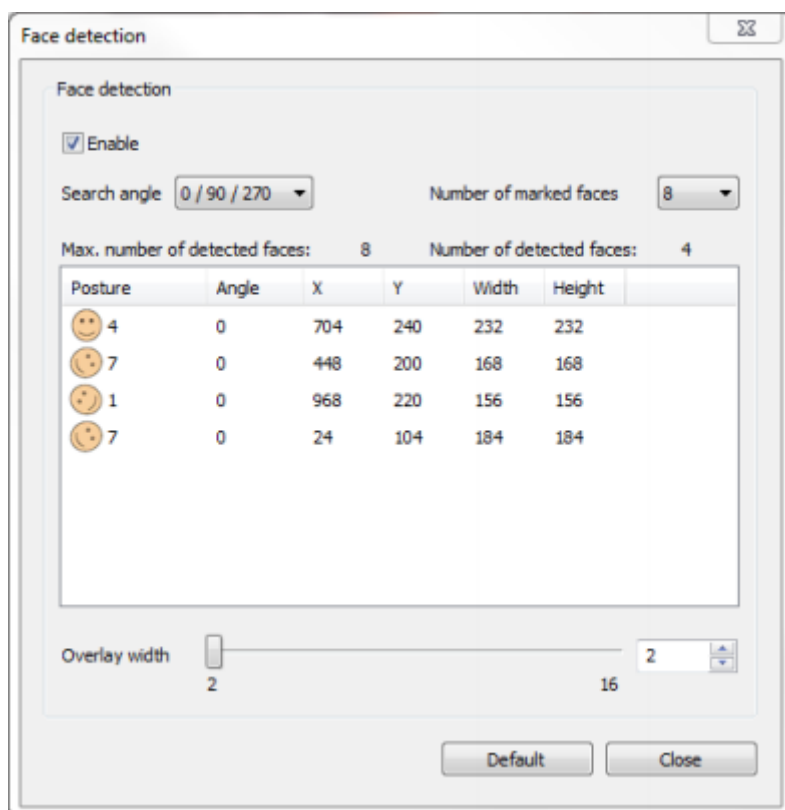 Face detection
Face detection
Enable
Search angle 0 / 90 / 270 Number of marked faces 8
Max. number of detected faces: 8 Number of detected faces: 4
Posture Angle X Y Width Height
4 0 704 240 232 232
7 0 448 200 168 168
1 0 968 220 156 156
7 0 24 104 184 184
Overlay width 2
2 16
Default Close